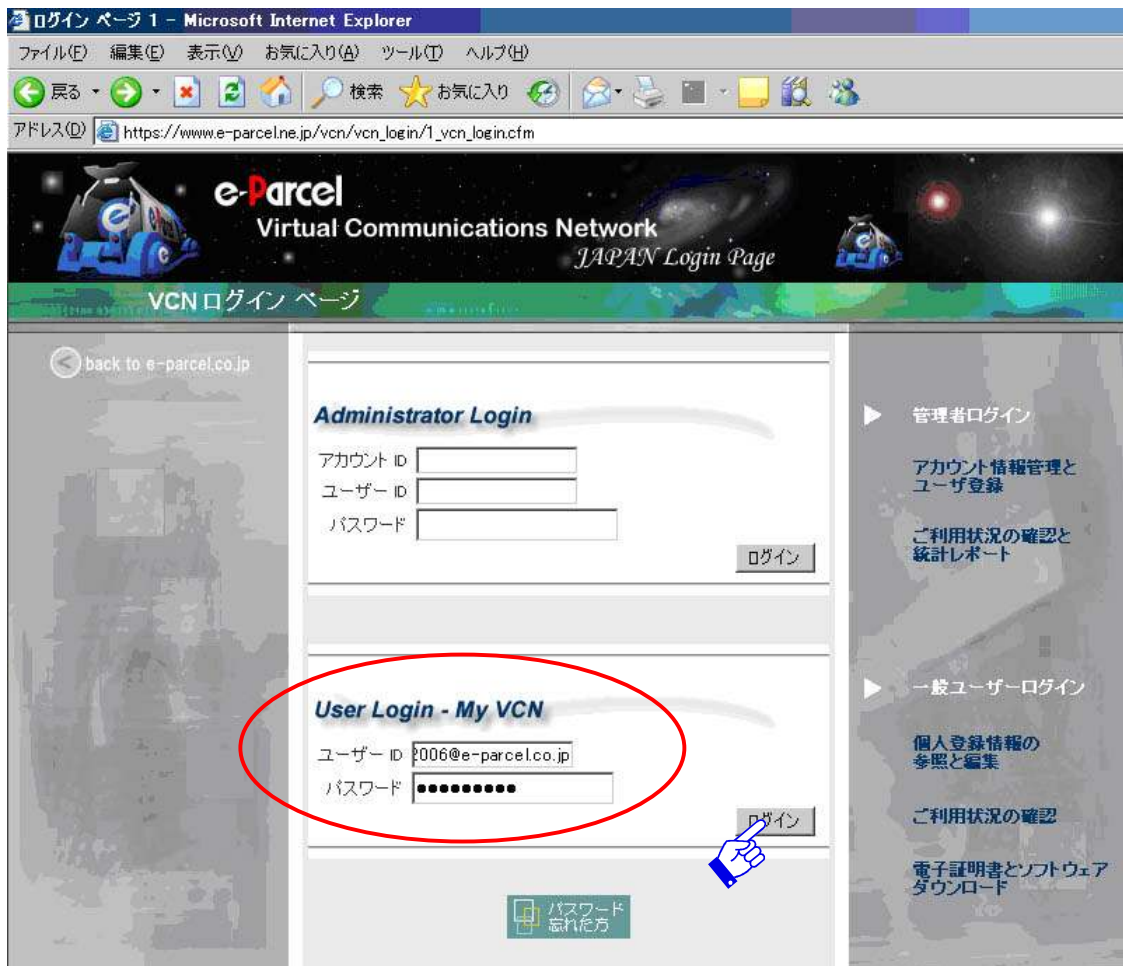 ログイン ページ 1 - Microsoft Internet Explorer
ファイル(F) 編集(E) 表示(V) お気に入り(A) ツール(T) ヘルプ(H)
戻る 検索 お気に入り
アドレス(D) https://www.e-parcel.ne.jp/vcn/vcn_login/1_vcn_login.cfm
e-Parcel
Virtual Communications Network
JAPAN Login Page
VCN ログイン ページ
back to e-parcel.co.jp
Administrator Login
アカウント ID
ユーザー ID
パスワード
ログイン
User Login - My VCN
ユーザー ID 2006@e-parcel.co.jp
パスワード ●●●●●●●●●
ログイン
パスワード
忘れた方
管理者ログイン
アカウント情報管理と
ユーザ登録
ご利用状況の確認と
統計レポート
一般ユーザーログイン
個人登録情報の
参照と編集
ご利用状況の確認
電子証明書とソフトウェア
ダウンロード